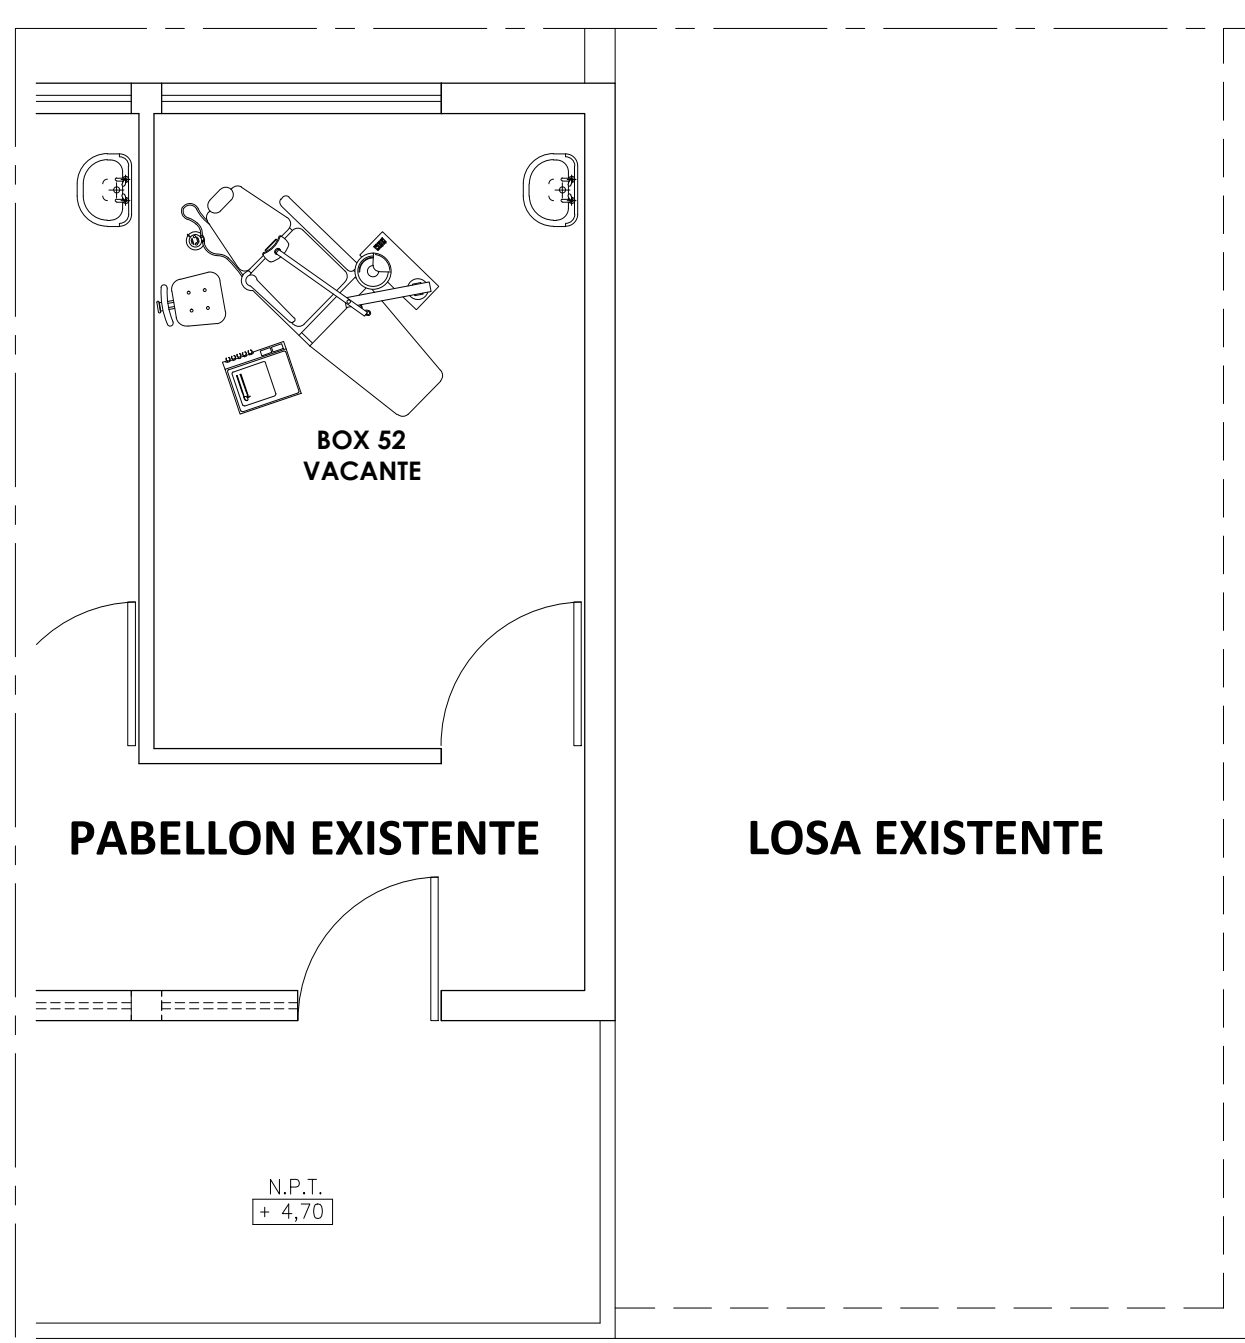 BOX 52
VACANTE
PABELLON EXISTENTE
LOSA EXISTENTE
N.P.T.
+ 4,70